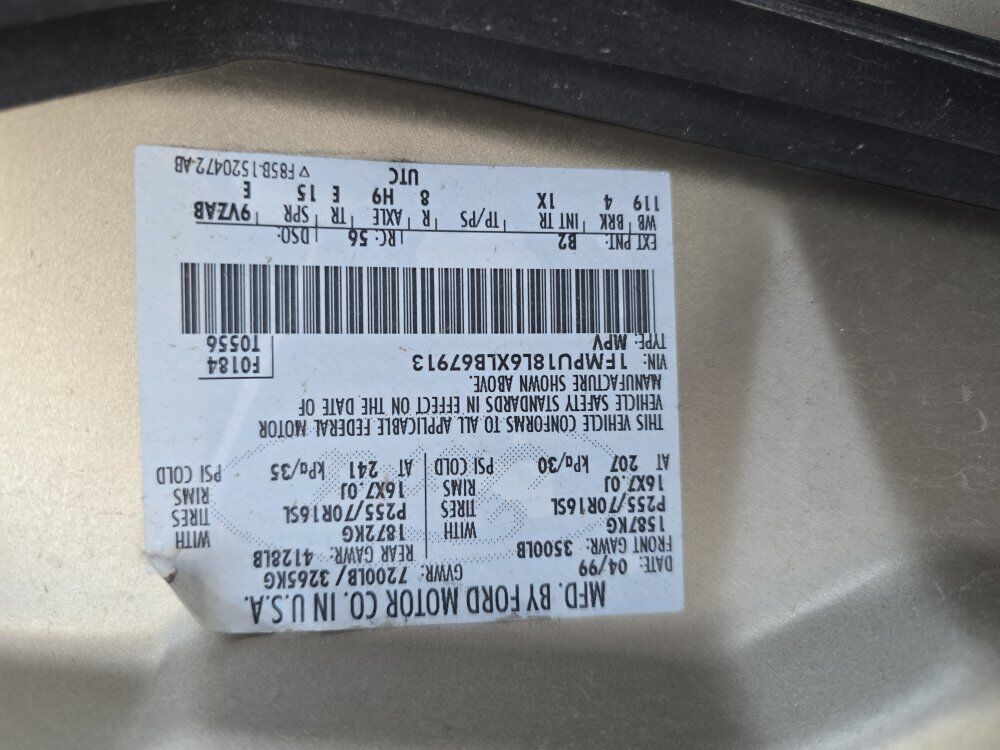 MFD. BY FORD MOTOR CO. IN U.S.A.
DATE: 04/99 GVWR: 7200LB/ 3265KG
FRONT GAWR: 3500LB REAR GAWR: 4128LB
1587KG WITH 1872KG WITH
P255/70R16SL TIRES P255/70R16SL TIRES
16X7.0J RIMS 16X7.0J RIMS
AT 207 kPa/30 PSI COLD AT 241 kPa/35 PSI COLD
THIS VEHICLE CONFORMS TO ALL APPLICABLE FEDERAL MOTOR
VEHICLE SAFETY STANDARDS IN EFFECT ON THE DATE OF
MANUFACTURE SHOWN ABOVE.
VIN: 1FMPU18L6XLB67913 F0184
TYPE: MPV T0556
EXT PNT: B2 RC: 56 DSO:
WB BRK INT TR TP/PS R AXLE TR SPR 9VZAB
119 4 1X 8 H9 E 15 E
UTC
▽ F85B-1520472-AB